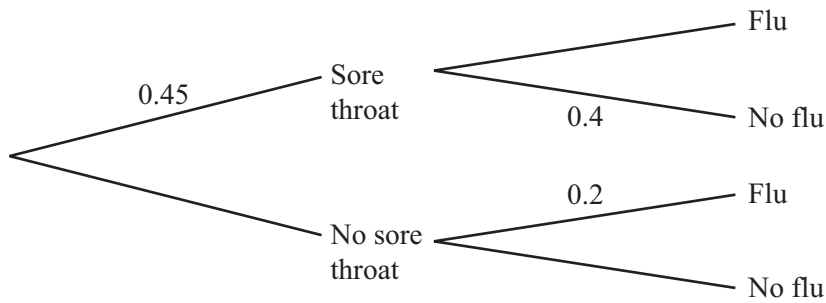 Flu
0.45
Sore
throat
0.4
No flu
0.2
Flu
No sore
throat
No flu